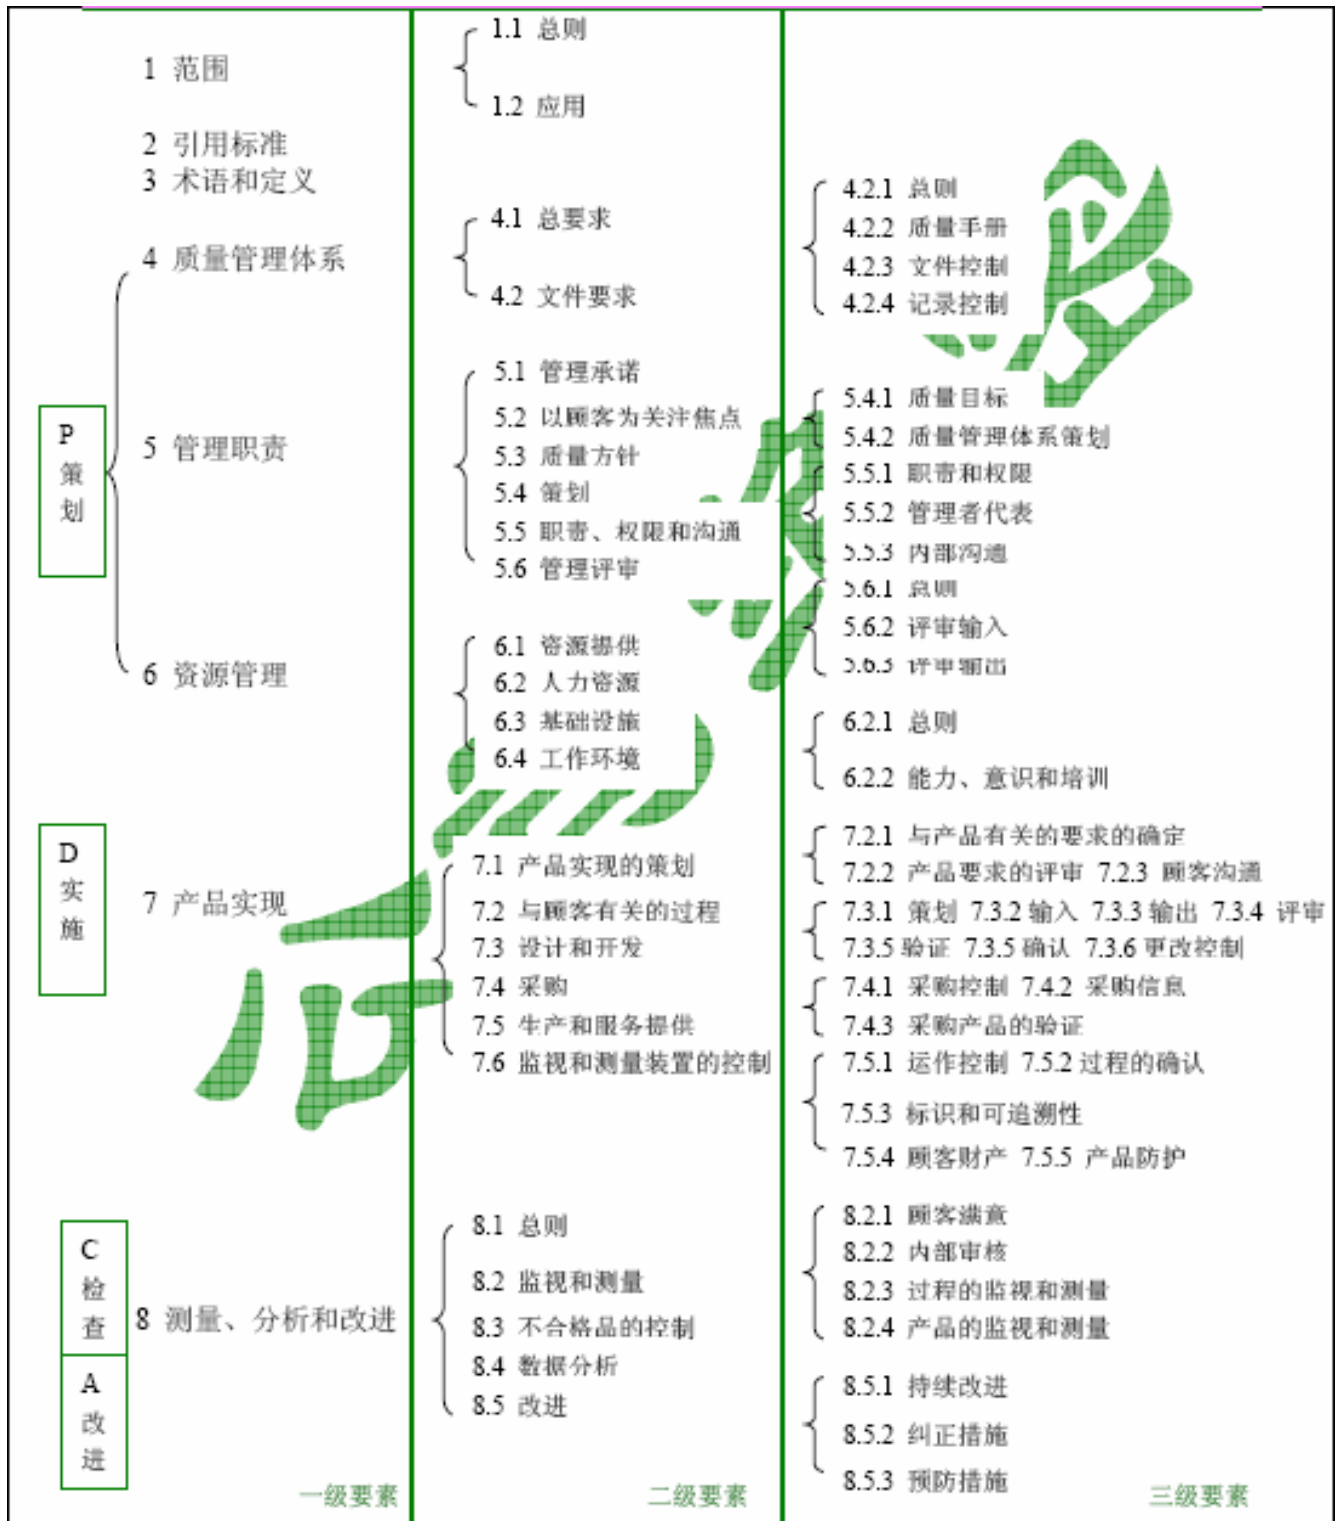 P
策
划
D
实
施
C
检
查
A
改
进
1 范围
2 引用标准
3 术语和定义
4 质量管理体系
5 管理职责
6 资源管理
7 产品实现
8 测量、分析和改进
一级要素
1.1 总则
1.2 应用
4.1 总要求
4.2 文件要求
5.1 管理承诺
5.2 以顾客为关注焦点
5.3 质量方针
5.4 策划
5.5 职责、权限和沟通
5.6 管理评审
6.1 资源提供
6.2 人力资源
6.3 基础设施
6.4 工作环境
7.1 产品实现的策划
7.2 与顾客有关的过程
7.3 设计和开发
7.4 采购
7.5 生产和服务提供
7.6 监视和测量装置的控制
8.1 总则
8.2 监视和测量
8.3 不合格品的控制
8.4 数据分析
8.5 改进
二级要素
4.2.1 总则
4.2.2 质量手册
4.2.3 文件控制
4.2.4 记录控制
5.4.1 质量目标
5.4.2 质量管理体系策划
5.5.1 职责和权限
5.5.2 管理者代表
5.5.3 内部沟通
5.6.1 总则
5.6.2 评审输入
5.6.3 评审输出
6.2.1 总则
6.2.2 能力、意识和培训
7.2.1 与产品有关的要求的确定
7.2.2 产品要求的评审 7.2.3 顾客沟通
7.3.1 策划 7.3.2 输入 7.3.3 输出 7.3.4 评审
7.3.5 验证 7.3.5 确认 7.3.6 更改控制
7.4.1 采购控制 7.4.2 采购信息
7.4.3 采购产品的验证
7.5.1 运作控制 7.5.2 过程的确认
7.5.3 标识和可追溯性
7.5.4 顾客财产 7.5.5 产品防护
8.2.1 顾客满意
8.2.2 内部审核
8.2.3 过程的监视和测量
8.2.4 产品的监视和测量
8.5.1 持续改进
8.5.2 纠正措施
8.5.3 预防措施
三级要素